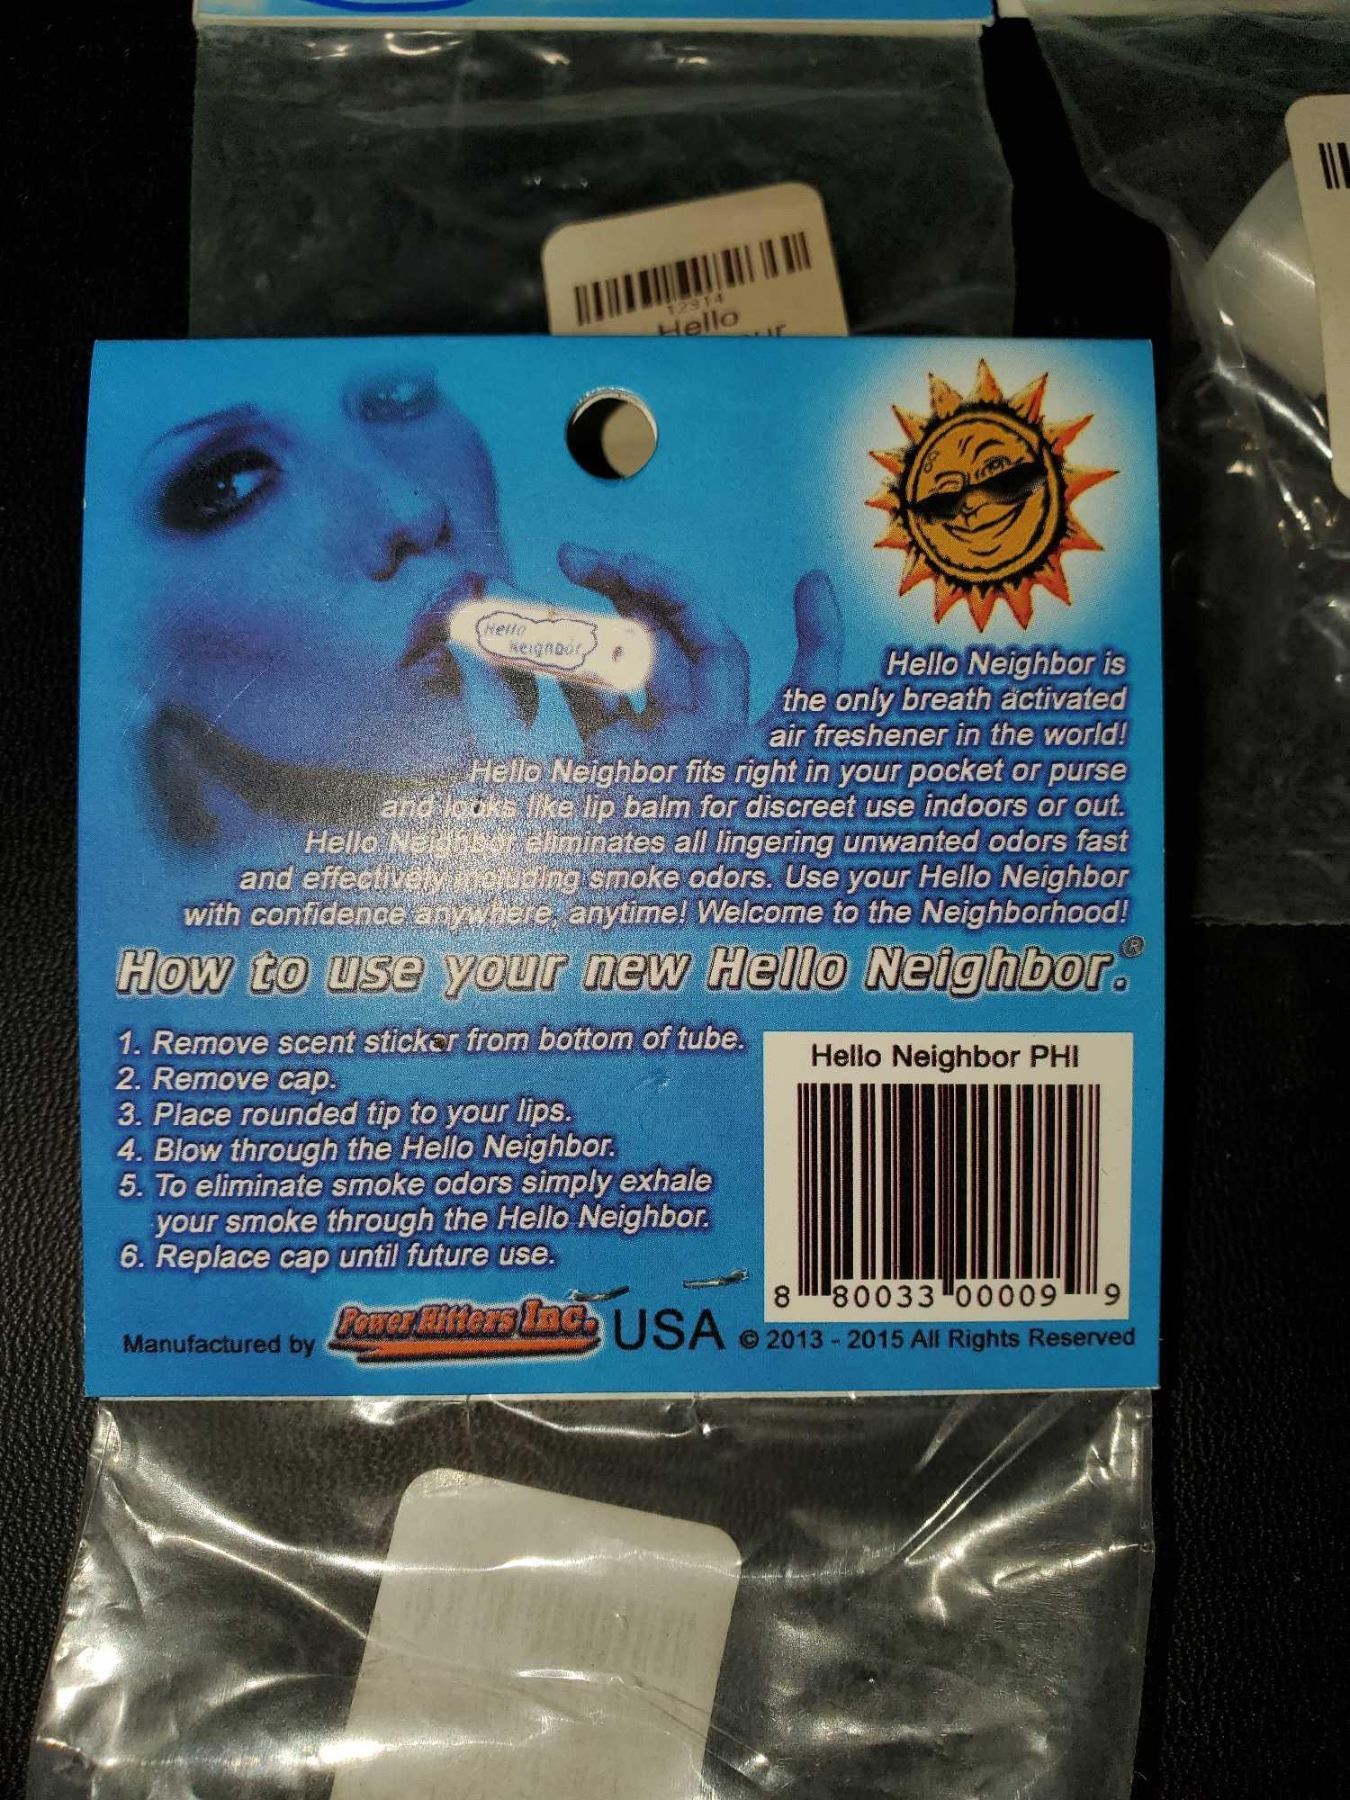 12914
Hello
Hello
Neighbor
Hello Neighbor is
the only breath activated
air freshener in the world!
Hello Neighbor fits right in your pocket or purse
and looks like lip balm for discreet use indoors or out.
Hello Neighbor eliminates all lingering unwanted odors fast
and effectively including smoke odors. Use your Hello Neighbor
with confidence anywhere, anytime! Welcome to the Neighborhood!
How to use your new Hello Neighbor.®
1. Remove scent sticker from bottom of tube.
2. Remove cap.
3. Place rounded tip to your lips.
4. Blow through the Hello Neighbor.
5. To eliminate smoke odors simply exhale
your smoke through the Hello Neighbor.
6. Replace cap until future use.
Hello Neighbor PHI
8 80033 00009 9
Manufactured by Power Hitters Inc. USA © 2013 - 2015 All Rights Reserved